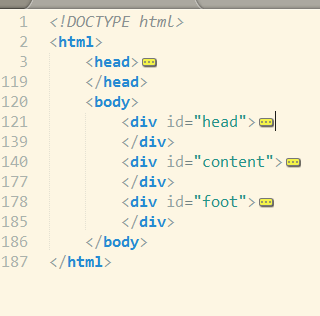 1 <!DOCTYPE html>
2 <html>
3 <head>
119 </head>
120 <body>
121 <div id="head">
139 </div>
140 <div id="content">
177 </div>
178 <div id="foot">
185 </div>
186 </body>
187 </html>